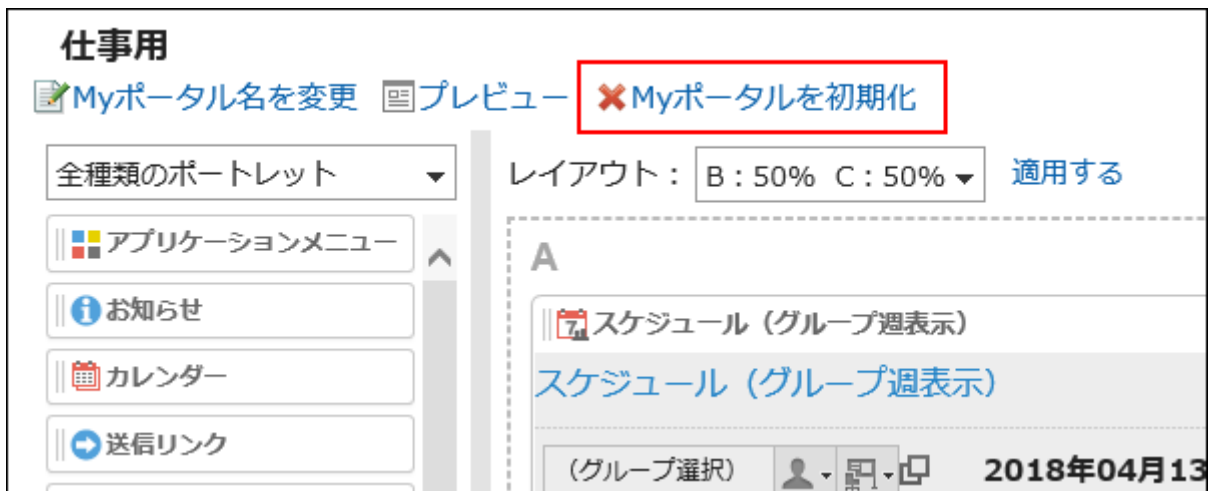 仕事用
Myポータル名を変更 プレビュー Myポータルを初期化
全種類のポートレット
レイアウト： B：50% C：50% 適用する
アプリケーションメニュー
お知らせ
カレンダー
送信リンク
A
7
スケジュール（グループ週表示）
スケジュール（グループ週表示）
（グループ選択）
2018年04月13